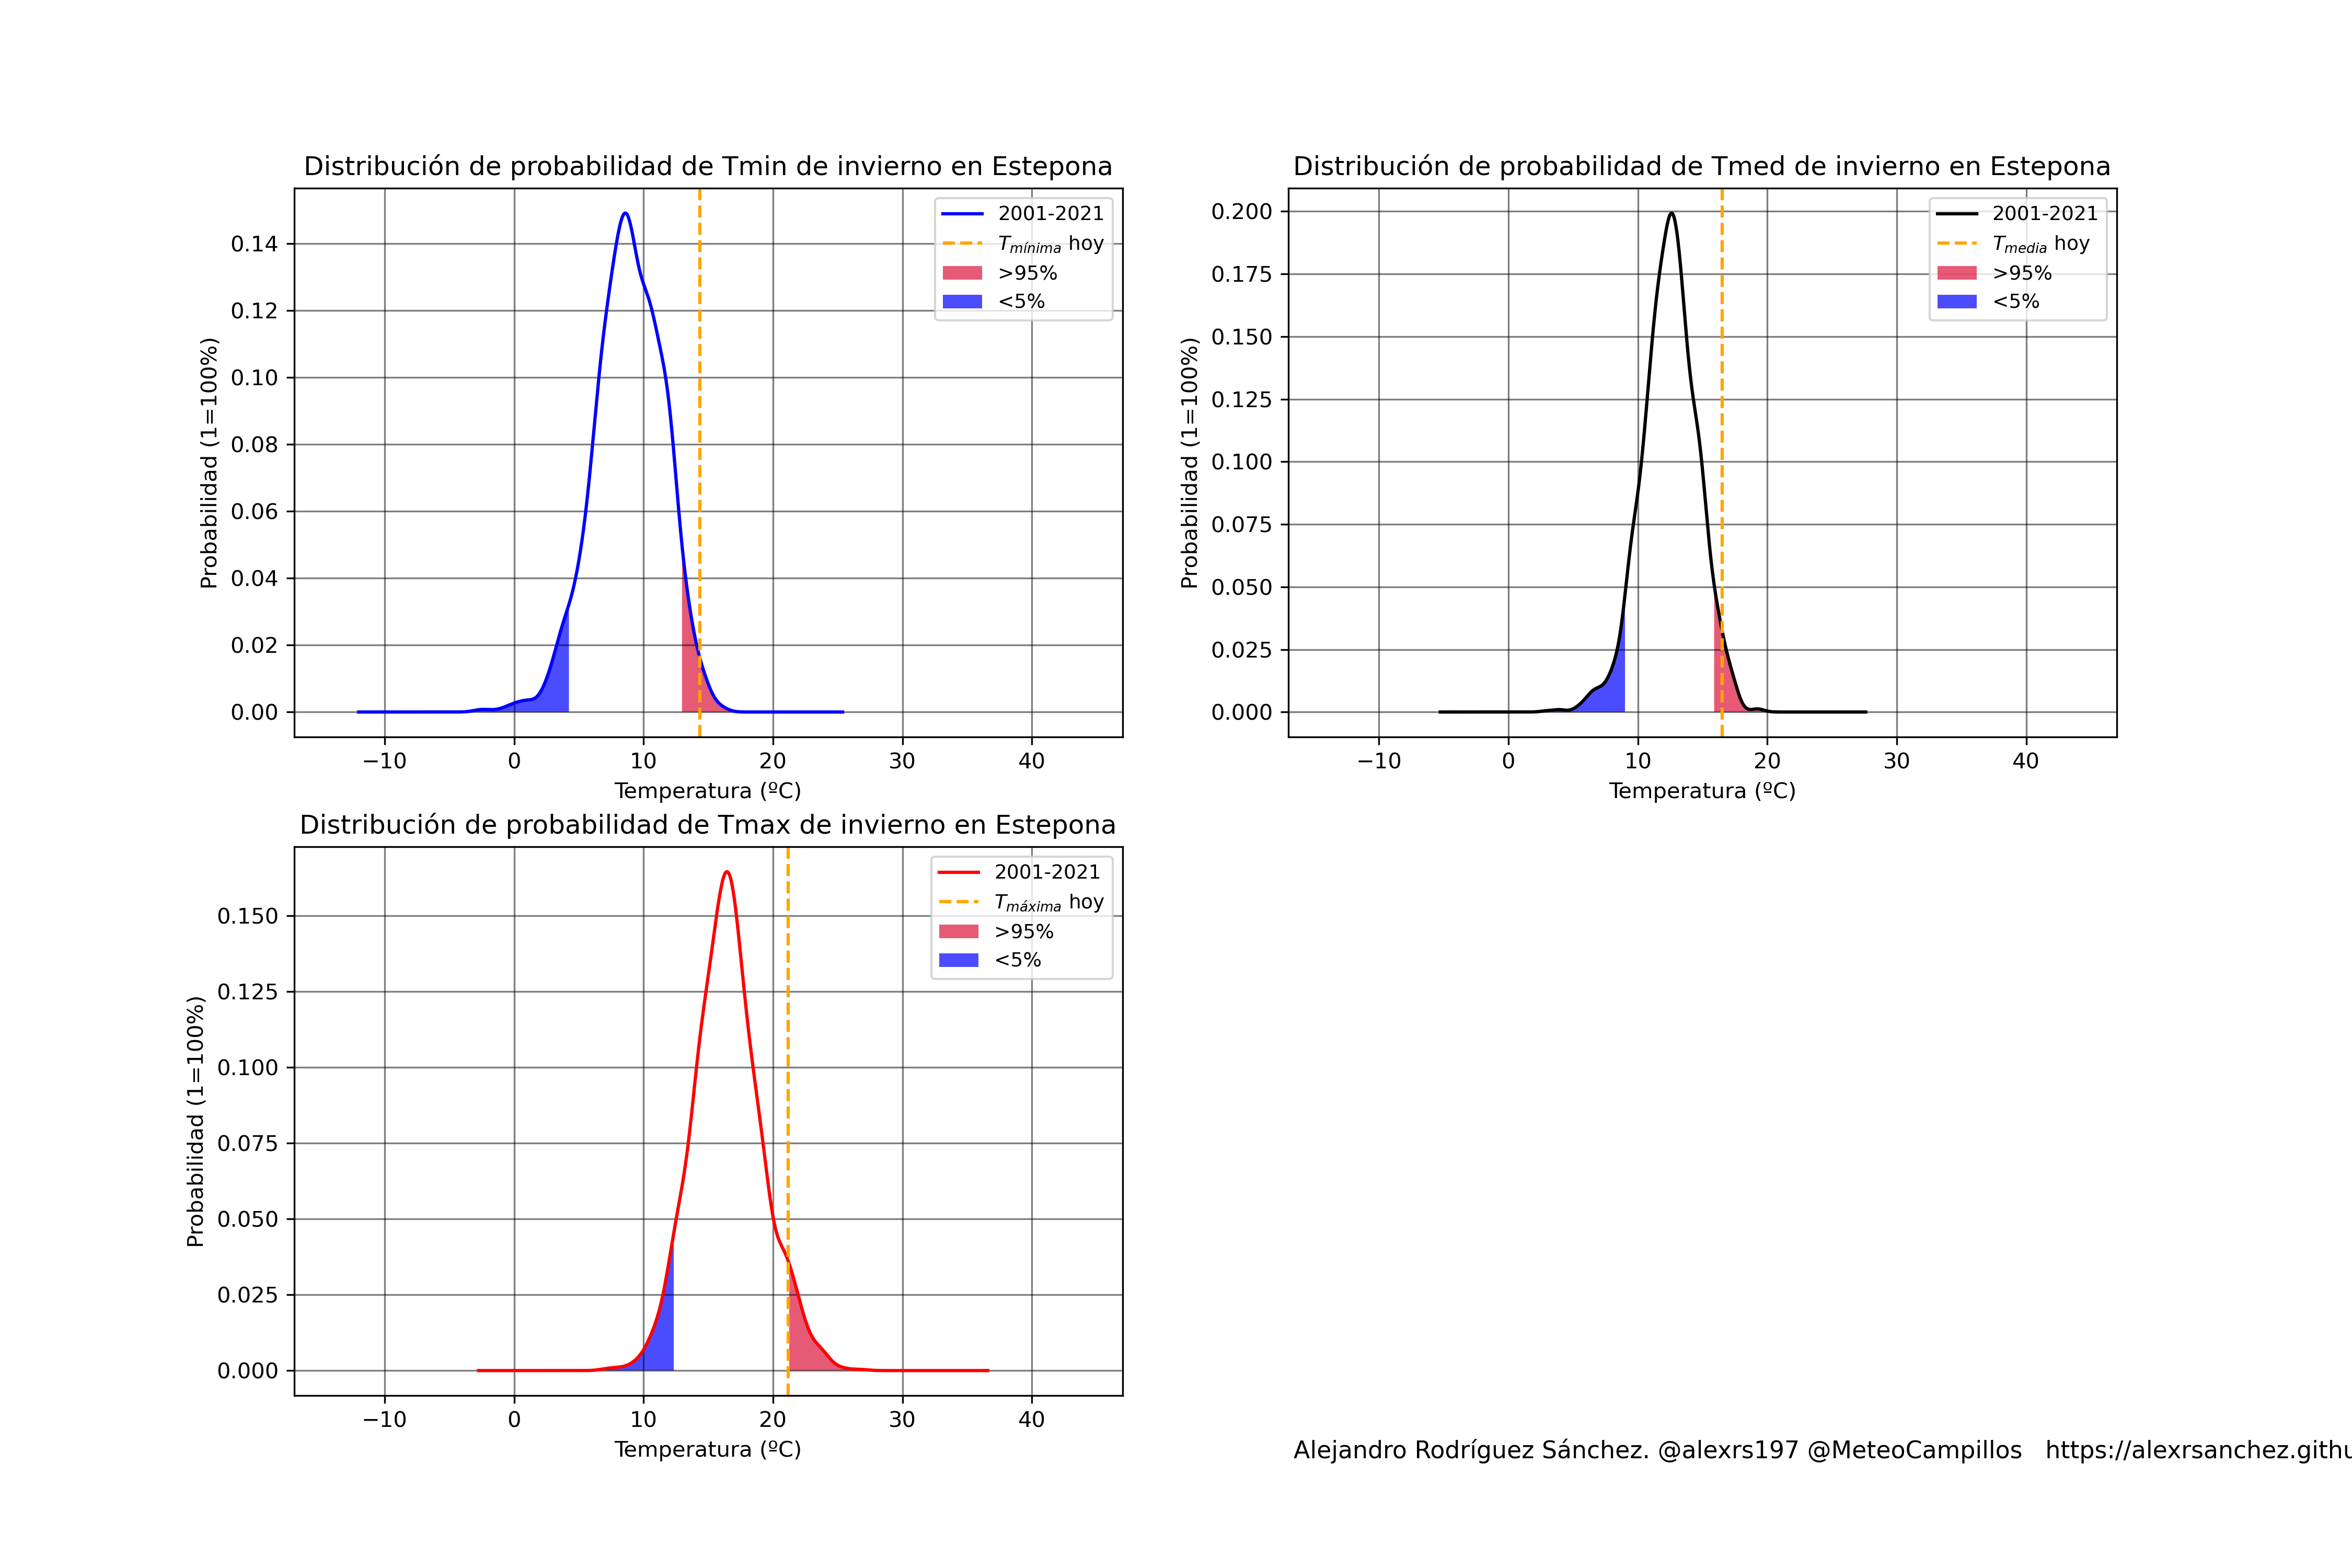 Distribución de probabilidad de Tmin de invierno en Estepona
Probabilidad (1=100%)
0.14
0.12
0.10
0.08
0.06
0.04
0.02
0.00
2001-2021
Tmínima hoy
>95%
<5%
−10 0 10 20 30 40
Temperatura (ºC)
Distribución de probabilidad de Tmed de invierno en Estepona
Probabilidad (1=100%)
0.200
0.175
0.150
0.125
0.100
0.075
0.050
0.025
0.000
2001-2021
Tmedia hoy
>95%
<5%
−10 0 10 20 30 40
Temperatura (ºC)
Distribución de probabilidad de Tmax de invierno en Estepona
Probabilidad (1=100%)
0.150
0.125
0.100
0.075
0.050
0.025
0.000
2001-2021
Tmáxima hoy
>95%
<5%
−10 0 10 20 30 40
Temperatura (ºC)
Alejandro Rodríguez Sánchez. @alexrs197 @MeteoCampillos https://alexrsanchez.githu